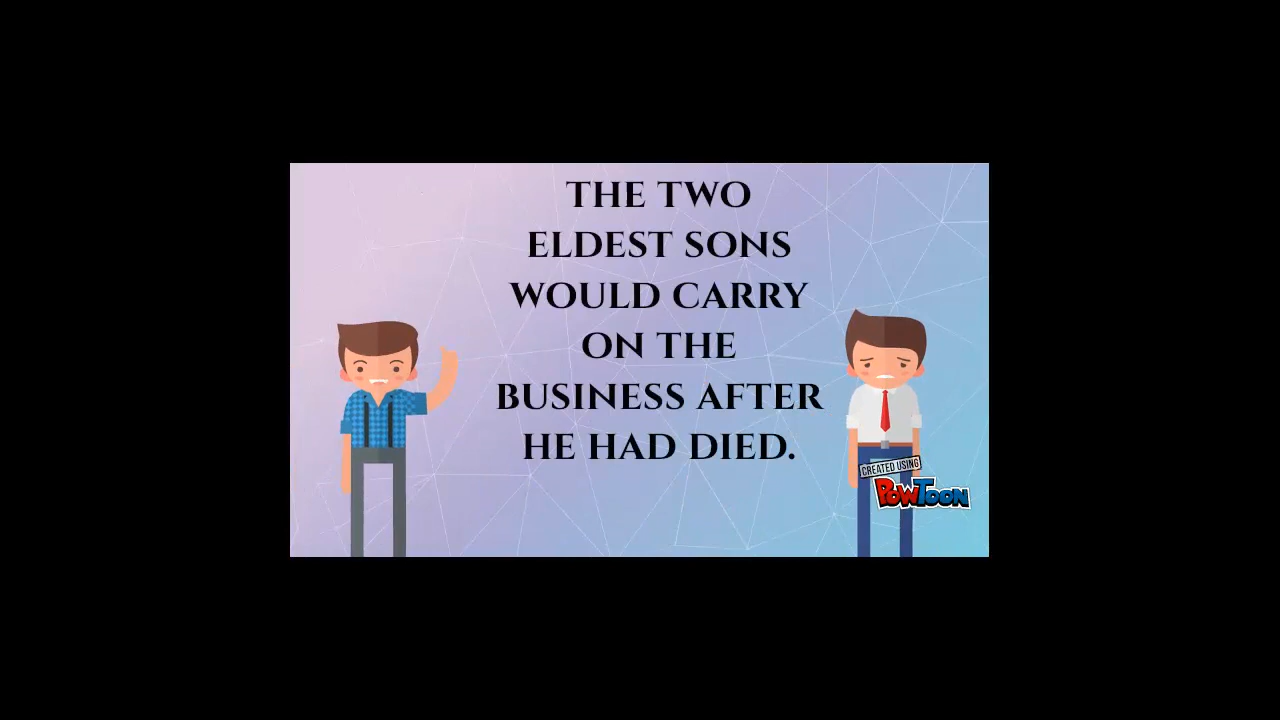 THE TWO
ELDEST SONS
WOULD CARRY
ON THE
BUSINESS AFTER
HE HAD DIED.
CREATED USING
POWTOON